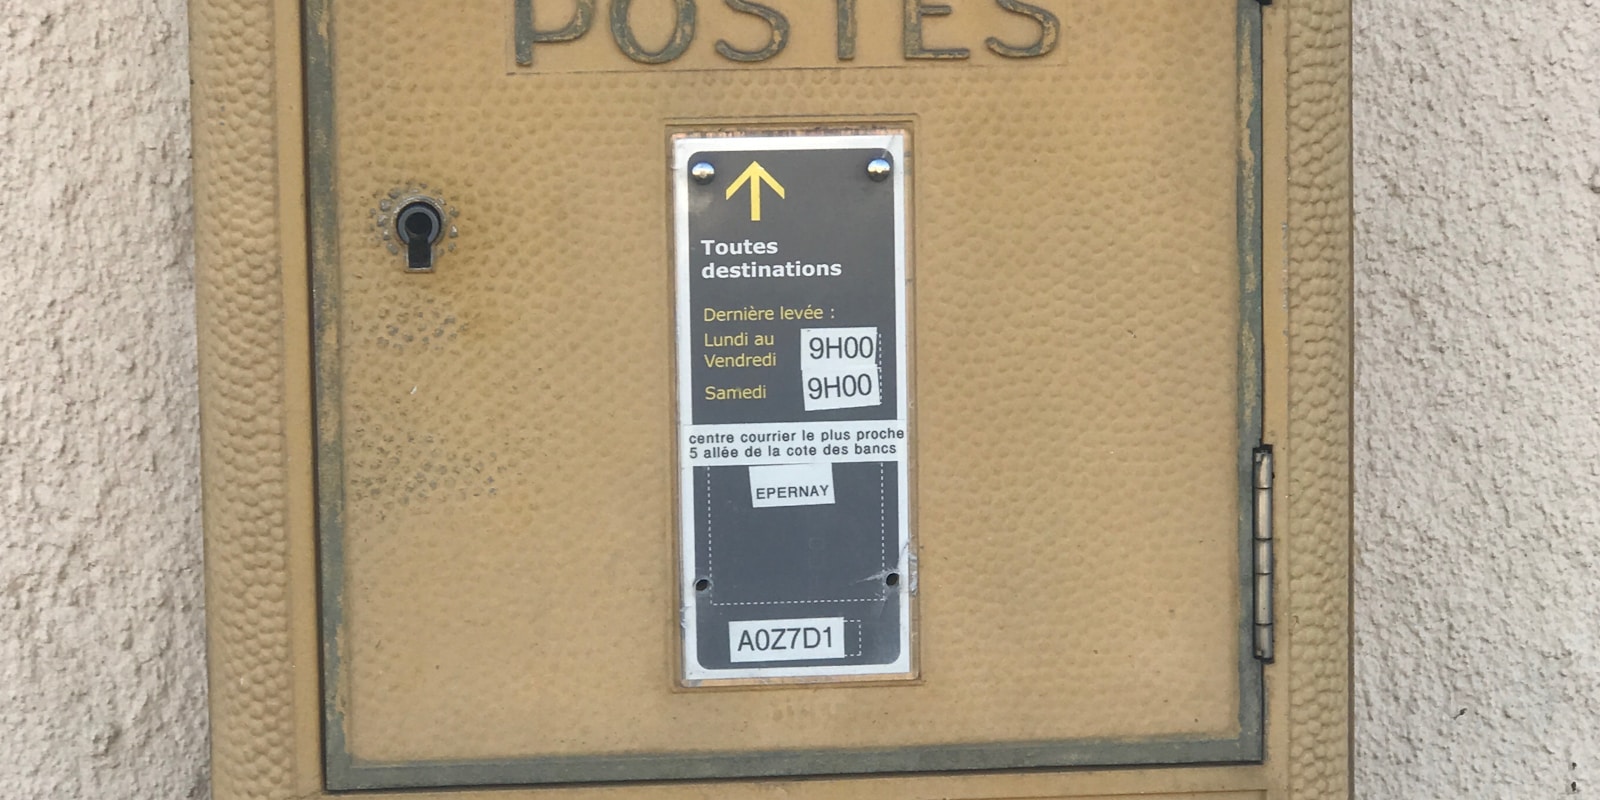 POSTES
Toutes
destinations
Dernière levée :
Lundi au
Vendredi
9H00
Samedi
9H00
centre courrier le plus proche
5 allée de la cote des bancs
EPERNAY
A0Z7D1